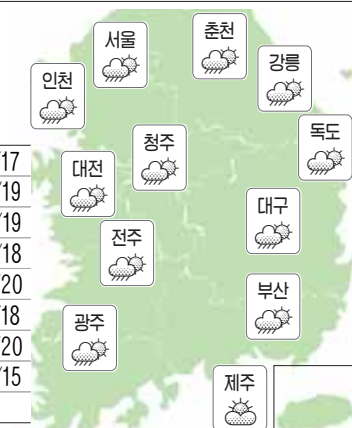 서울
춘천
인천
강릉
독도
청주
대전
대구
전주
부산
광주
제주
/17
/19
/19
/18
/20
/18
/20
/15